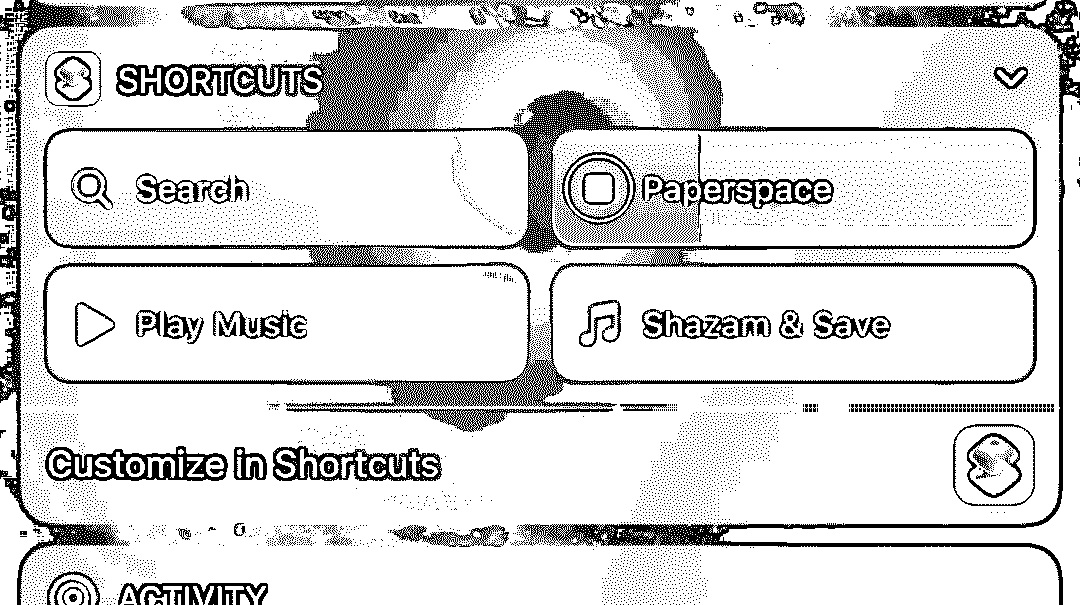 SHORTCUTS
Search
Paperspace
Play Music
Shazam & Save
Customize in Shortcuts
ACTIVITY